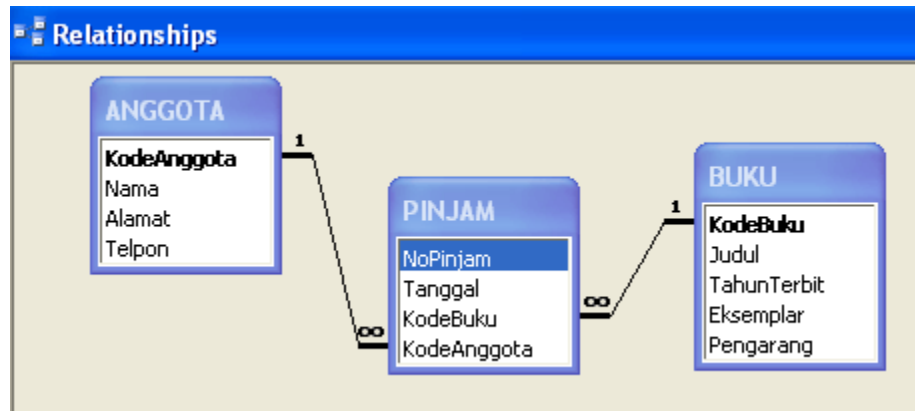 Relationships
ANGGOTA
KodeAnggota
Nama
Alamat
Telpon
1
∞
PINJAM
NoPinjam
Tanggal
KodeBuku
KodeAnggota
∞
1
BUKU
KodeBuku
Judul
TahunTerbit
Eksemplar
Pengarang